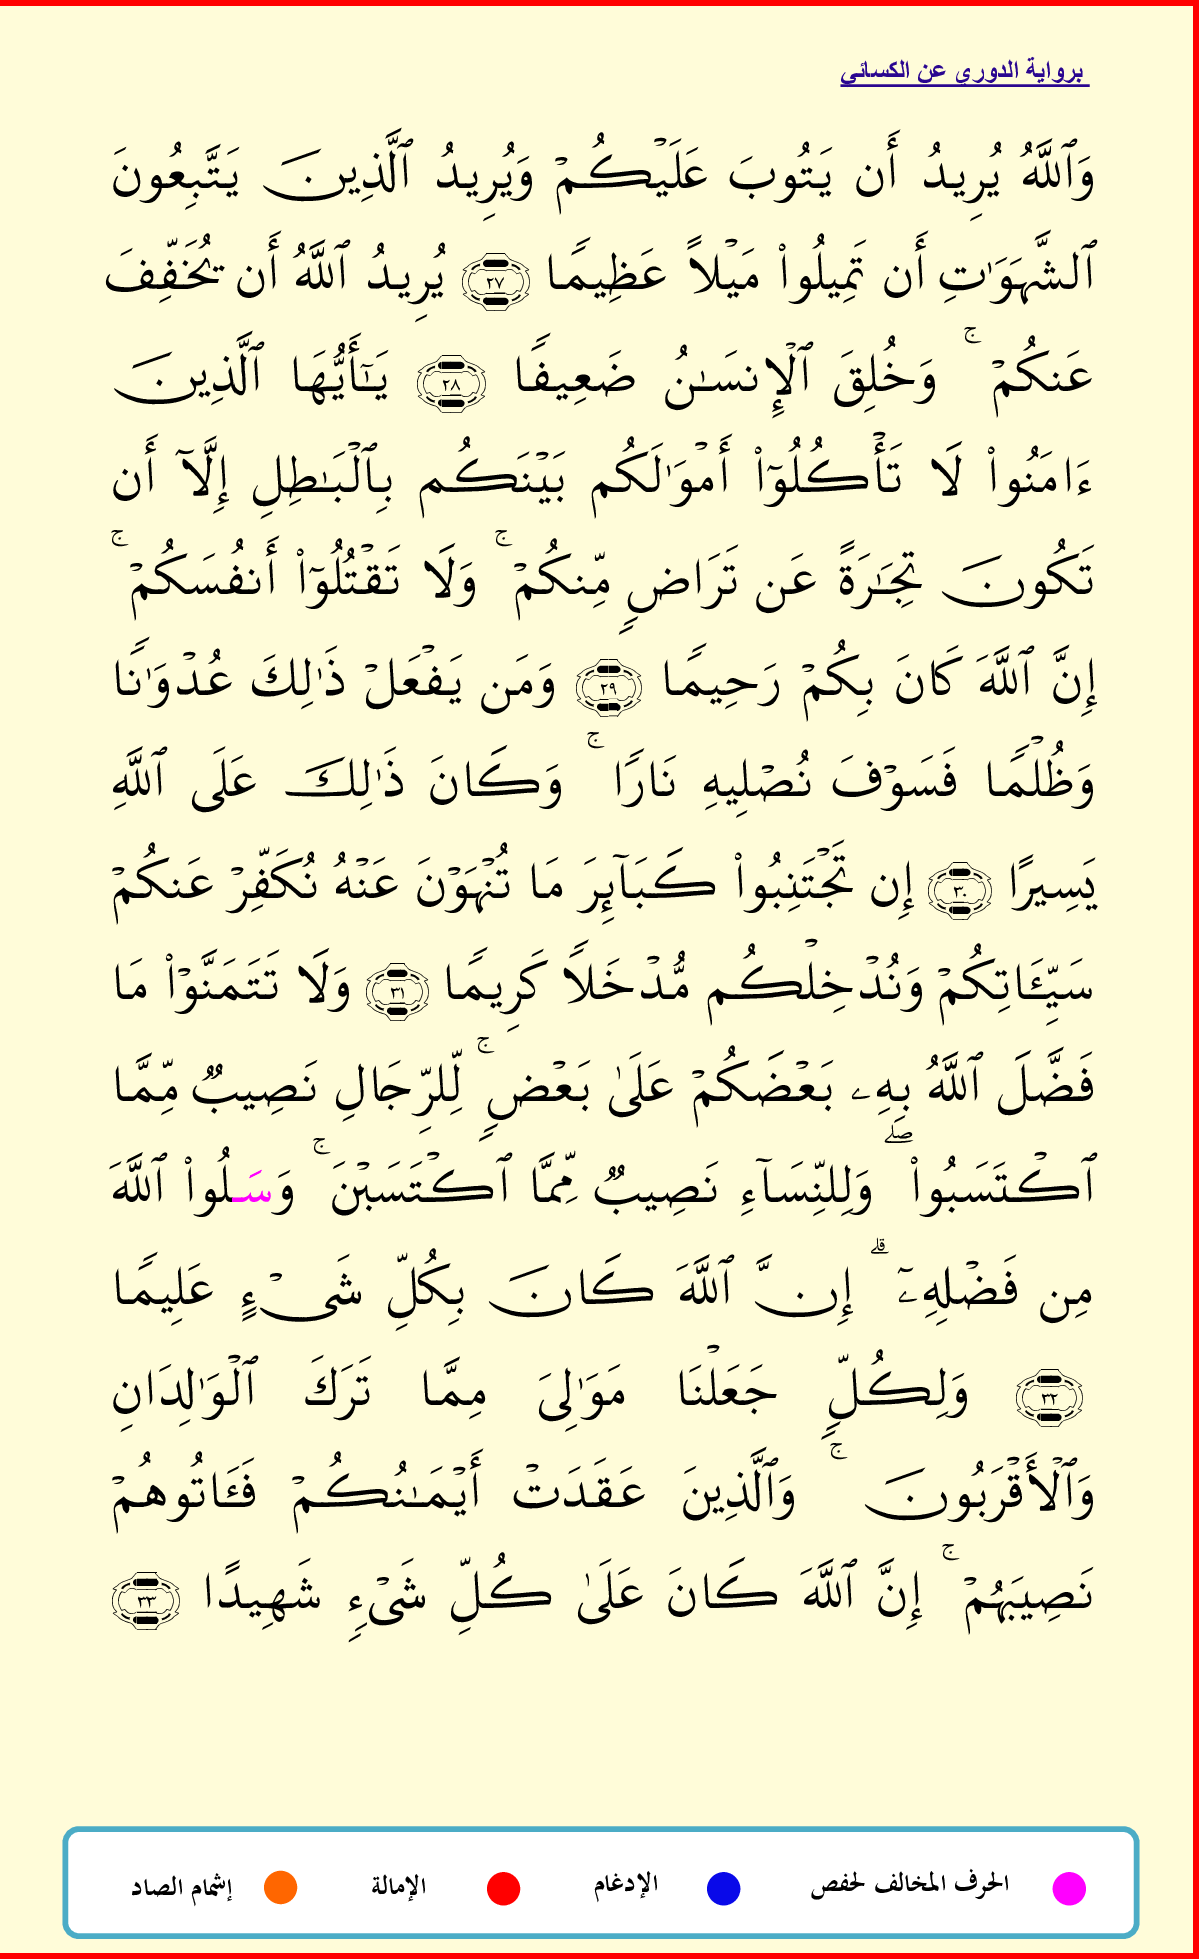 برواية الدوري عن الكسائي
وَٱللَّهُ يُرِيدُ أَن يَتُوبَ عَلَيۡكُمۡ وَيُرِيدُ ٱلَّذِينَ يَتَّبِعُونَ
ٱلشَّهَوَٰتِ أَن تَمِيلُواْ مَيۡلًا عَظِيمًا ٢٧ يُرِيدُ ٱللَّهُ أَن يُخَفِّفَ
عَنكُمۡۚ وَخُلِقَ ٱلۡإِنسَٰنُ ضَعِيفًا ٢٨ يَٰٓأَيُّهَا ٱلَّذِينَ
ءَامَنُواْ لَا تَأۡكُلُوٓاْ أَمۡوَٰلَكُم بَيۡنَكُم بِٱلۡبَٰطِلِ إِلَّآ أَن
تَكُونَ تِجَٰرَةً عَن تَرَاضٖ مِّنكُمۡۚ وَلَا تَقۡتُلُوٓاْ أَنفُسَكُمۡۚ
إِنَّ ٱللَّهَ كَانَ بِكُمۡ رَحِيمًا ٢٩ وَمَن يَفۡعَلۡ ذَٰلِكَ عُدۡوَٰنًا
وَظُلۡمًا فَسَوۡفَ نُصۡلِيهِ نَارًاۚ وَكَانَ ذَٰلِكَ عَلَى ٱللَّهِ
يَسِيرًا ٣٠ إِن تَجۡتَنِبُواْ كَبَآئِرَ مَا تُنۡهَوۡنَ عَنۡهُ نُكَفِّرۡ عَنكُمۡ
سَيِّـَٔاتِكُمۡ وَنُدۡخِلۡكُم مُّدۡخَلًا كَرِيمًا ٣١ وَلَا تَتَمَنَّوۡاْ مَا
فَضَّلَ ٱللَّهُ بِهِۦ بَعۡضَكُمۡ عَلَىٰ بَعۡضٖۚ لِّلرِّجَالِ نَصِيبٞ مِّمَّا
ٱكۡتَسَبُواْۖ وَلِلنِّسَآءِ نَصِيبٞ مِّمَّا ٱكۡتَسَبۡنَۚ وَسَلُواْ ٱللَّهَ
مِن فَضۡلِهِۦٓۗ إِنَّ ٱللَّهَ كَانَ بِكُلِّ شَيۡءٍ عَلِيمًا
٣٢ وَلِكُلّٖ جَعَلۡنَا مَوَٰلِيَ مِمَّا تَرَكَ ٱلۡوَٰلِدَانِ
وَٱلۡأَقۡرَبُونَۚ وَٱلَّذِينَ عَقَدَتۡ أَيۡمَٰنُكُمۡ فَـَٔاتُوهُمۡ
نَصِيبَهُمۡۚ إِنَّ ٱللَّهَ كَانَ عَلَىٰ كُلِّ شَيۡءٖ شَهِيدًا ٣٣
الحرف المخالف لحفص الإدغام الإمالة إشمام الصاد